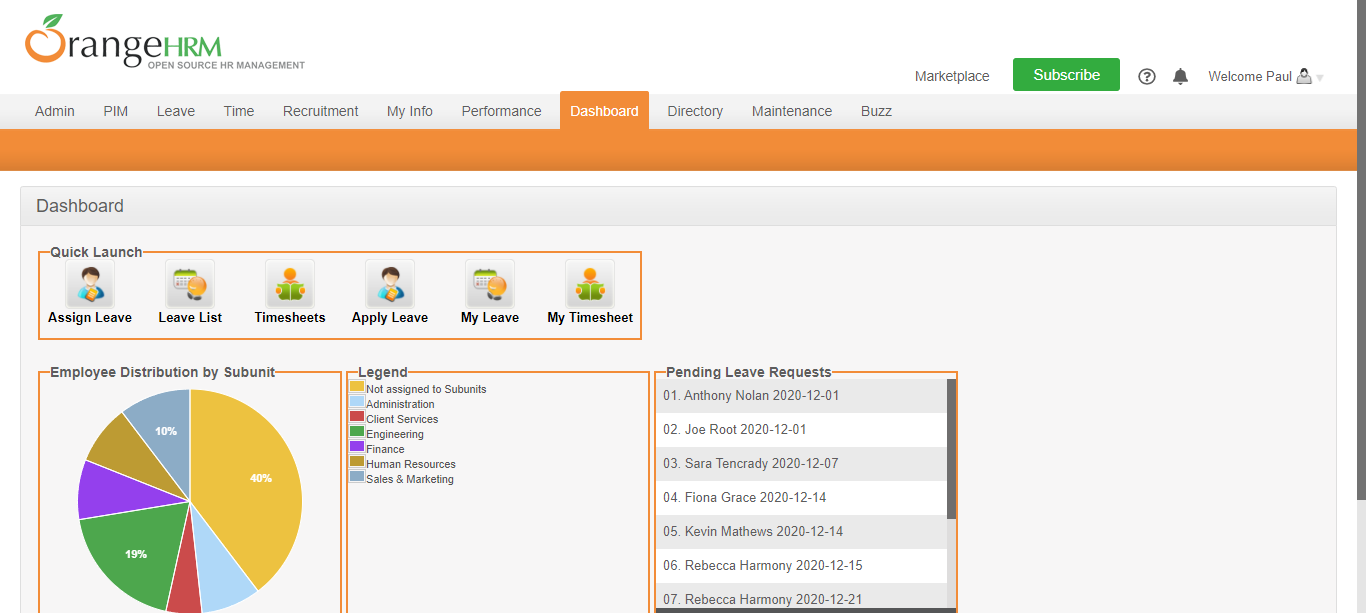 OrangeHRM
OPEN SOURCE HR MANAGEMENT
Marketplace Subscribe Welcome Paul
Admin PIM Leave Time Recruitment My Info Performance Dashboard Directory Maintenance Buzz
Dashboard
Quick Launch
Assign Leave Leave List Timesheets Apply Leave My Leave My Timesheet
Employee Distribution by Subunit
10%
40%
19%
Legend
Not assigned to Subunits
Administration
Client Services
Engineering
Finance
Human Resources
Sales & Marketing
Pending Leave Requests
01. Anthony Nolan 2020-12-01
02. Joe Root 2020-12-01
03. Sara Tencrady 2020-12-07
04. Fiona Grace 2020-12-14
05. Kevin Mathews 2020-12-14
06. Rebecca Harmony 2020-12-15
07. Rebecca Harmony 2020-12-21